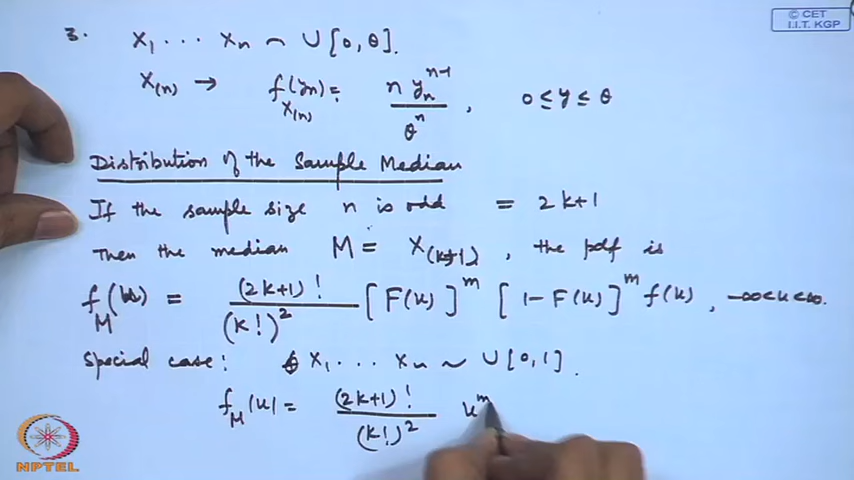 © CET
I.I.T. KGP
3. X₁ ... Xₙ ~ U[0, θ].
X₍ₙ₎ → f(yₙ) = n yₙⁿ⁻¹ / θⁿ , 0 ≤ y ≤ θ
X₍ₙ₎
Distribution of the Sample Median
If the sample size n is odd = 2k+1
Then the median M = X₍ₖ₊₁₎ , the pdf is
f_M(u) = (2k+1)! / (k!)² [F(u)]ᵐ [1 - F(u)]ᵐ f(u) , -∞<u<∞.
Special case: X₁ ... Xₙ ~ U[0,1].
f_M(u) = (2k+1)! / (k!)² uᵐ
NPTEL